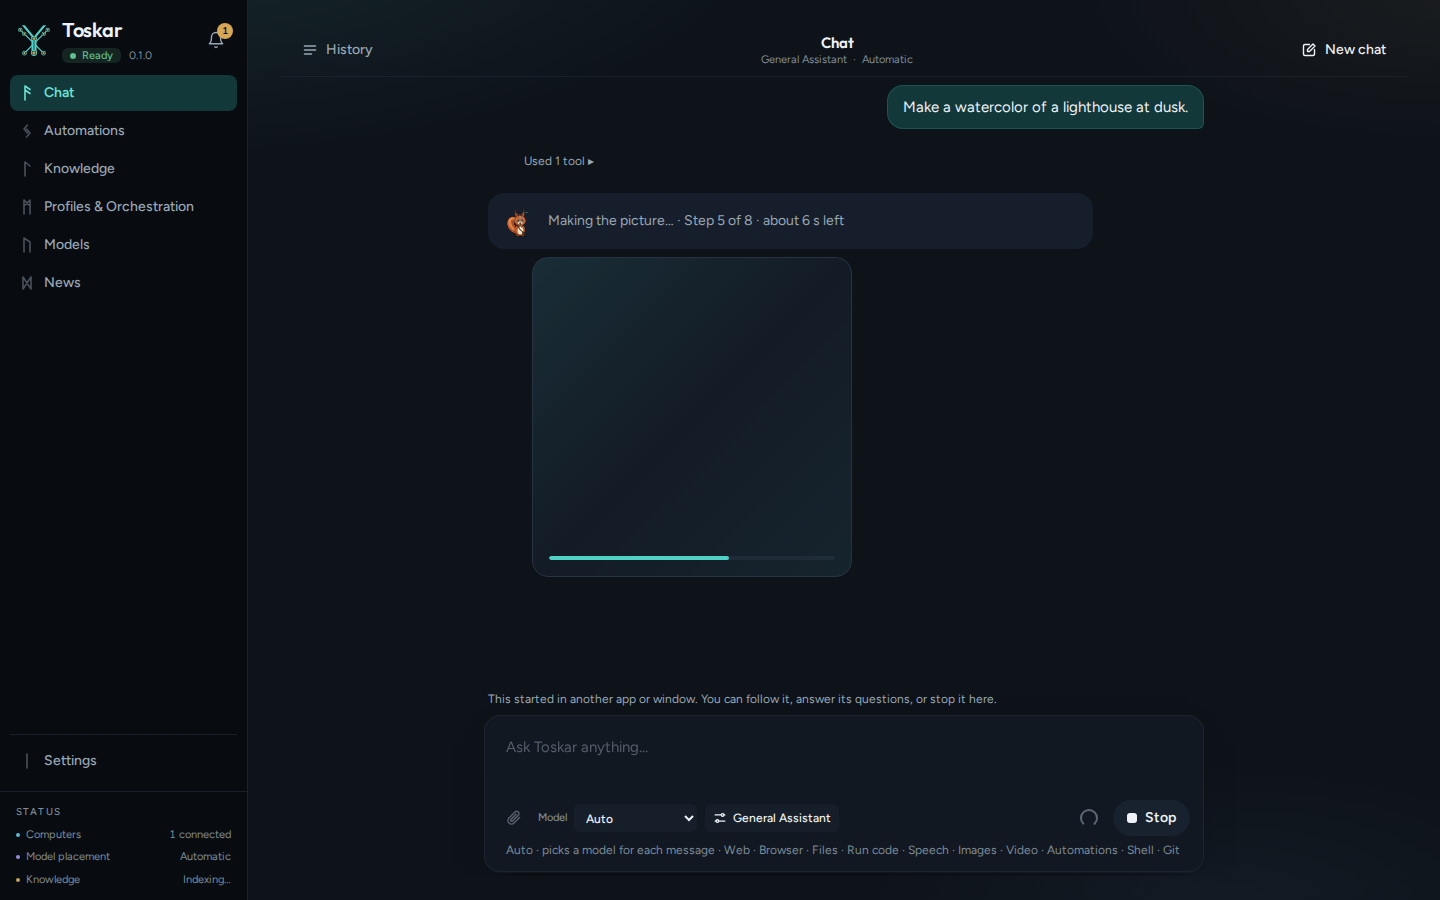 Toskar
Ready 0.1.0
1
Chat
Automations
Knowledge
Profiles & Orchestration
Models
News
Settings
STATUS
Computers 1 connected
Model placement Automatic
Knowledge Indexing…
History
Chat
General Assistant · Automatic
New chat
Make a watercolor of a lighthouse at dusk.
Used 1 tool ▸
Making the picture… · Step 5 of 8 · about 6 s left
This started in another app or window. You can follow it, answer its questions, or stop it here.
Ask Toskar anything…
Model Auto General Assistant Stop
Auto · picks a model for each message · Web · Browser · Files · Run code · Speech · Images · Video · Automations · Shell · Git